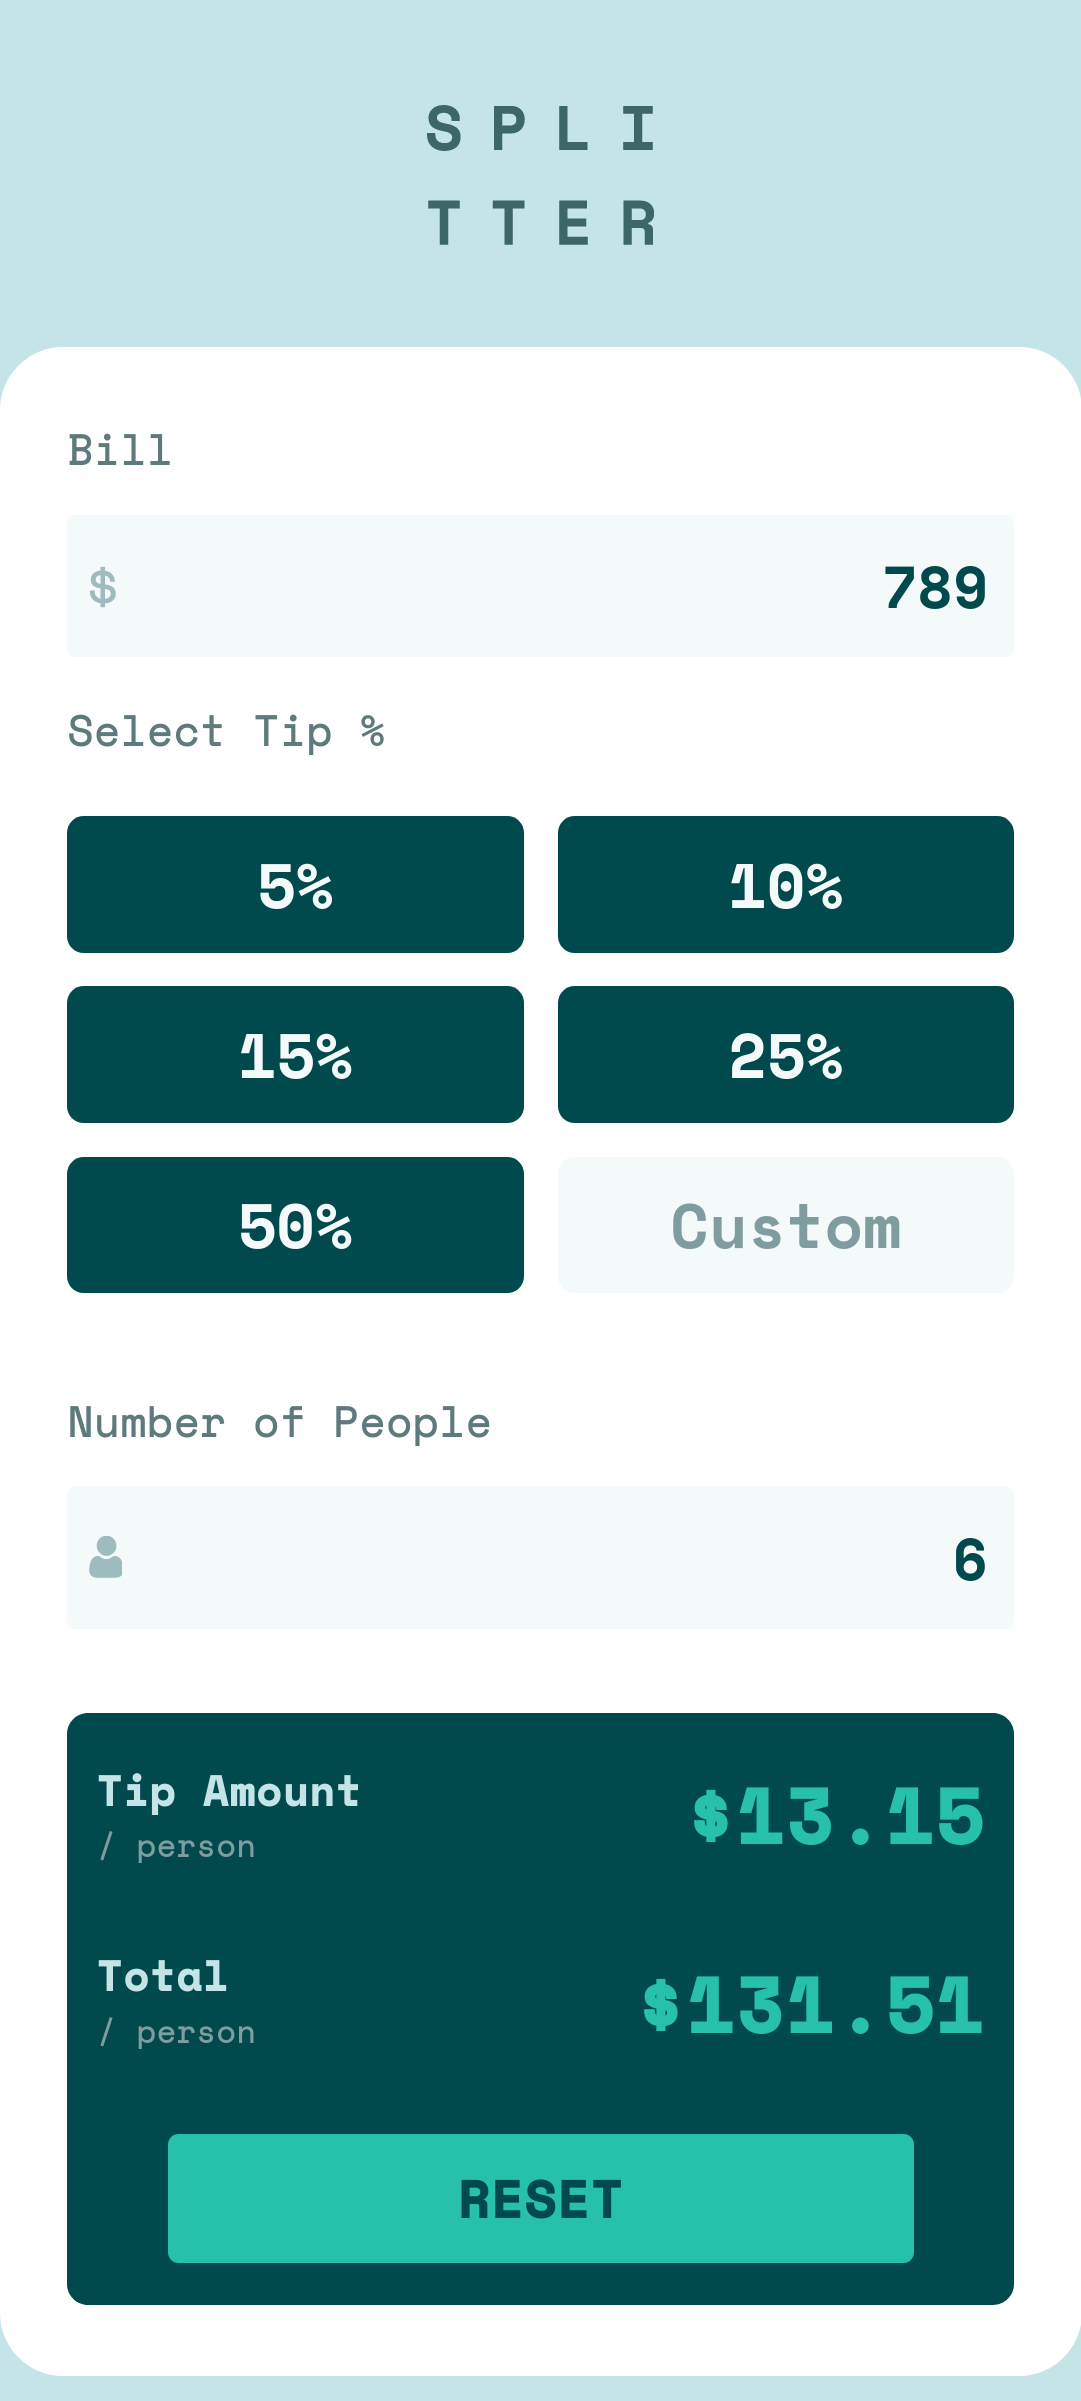 SPLI
TTER
Bill
$ 789
Select Tip %
5% 10%
15% 25%
50% Custom
Number of People
6
Tip Amount
/ person
$13.15
Total
/ person
$131.51
RESET